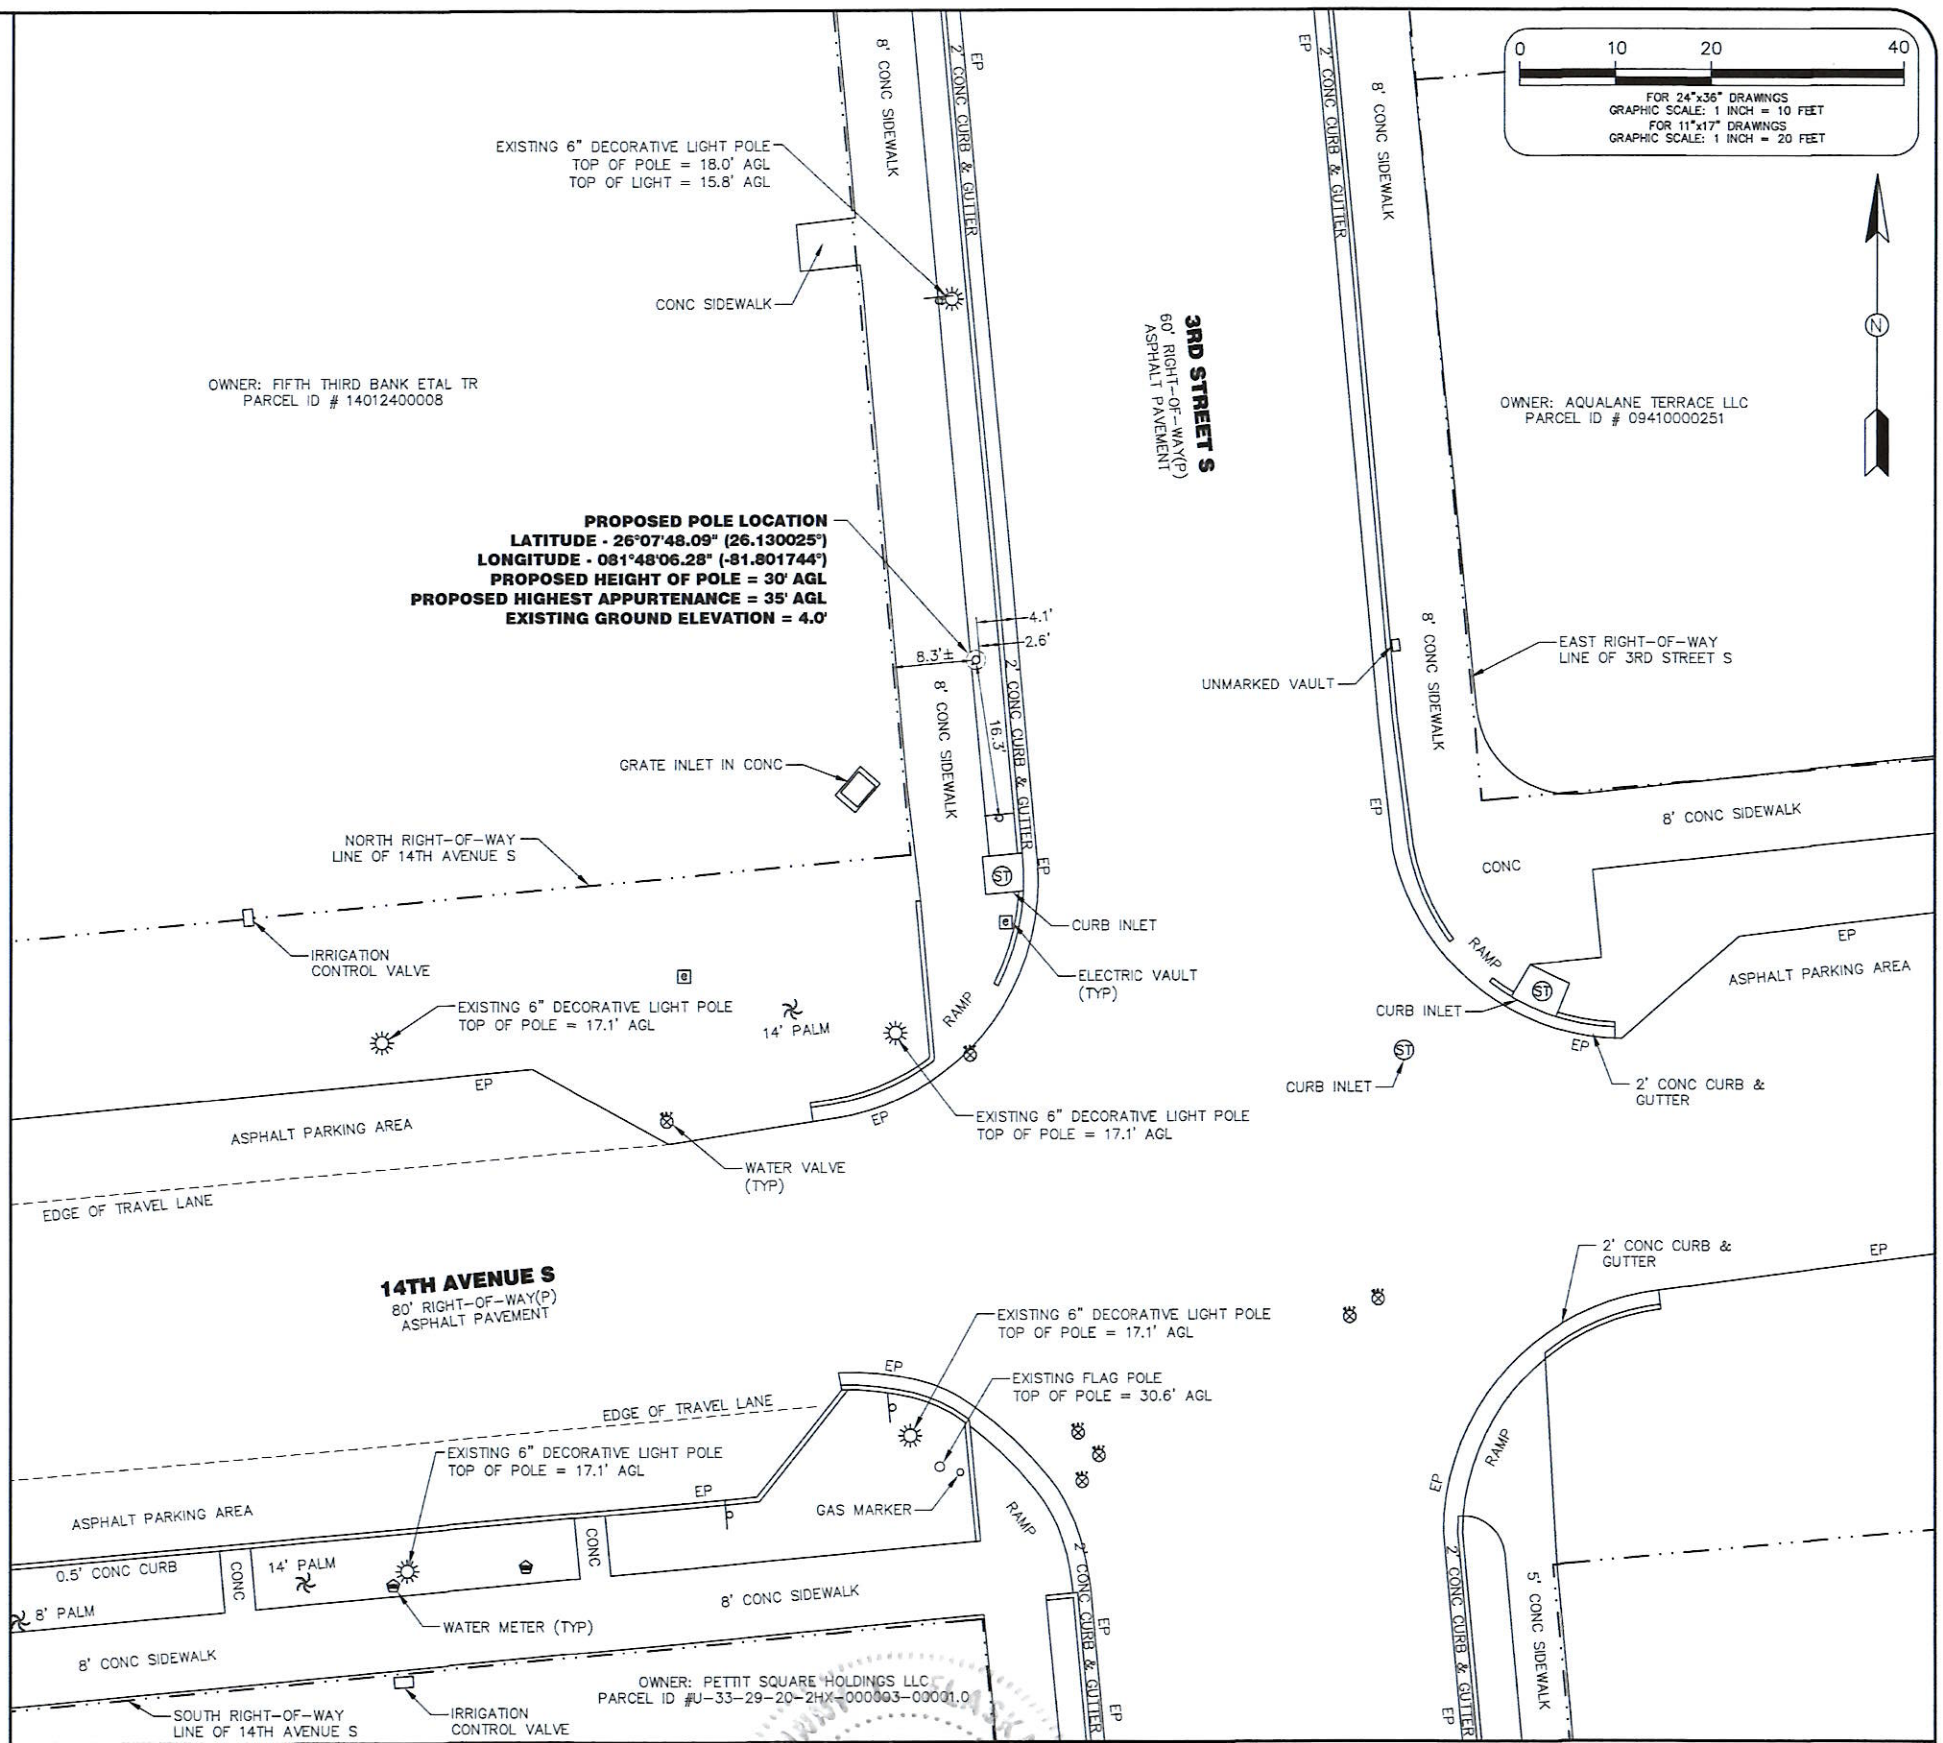 0 10 20 40
FOR 24"x36" DRAWINGS
GRAPHIC SCALE: 1 INCH = 10 FEET
FOR 11"x17" DRAWINGS
GRAPHIC SCALE: 1 INCH = 20 FEET
N
8' CONC SIDEWALK
2' CONC CURB & GUTTER
EP
EP
2' CONC CURB & GUTTER
8' CONC SIDEWALK
EXISTING 6" DECORATIVE LIGHT POLE
TOP OF POLE = 18.0' AGL
TOP OF LIGHT = 15.8' AGL
CONC SIDEWALK
3RD STREET S
60' RIGHT-OF-WAY(P)
ASPHALT PAVEMENT
OWNER: FIFTH THIRD BANK ETAL TR
PARCEL ID # 14012400008
OWNER: AQUALANE TERRACE LLC
PARCEL ID # 09410000251
PROPOSED POLE LOCATION
LATITUDE - 26°07'48.09" (26.130025°)
LONGITUDE - 081°48'06.28" (-81.801744°)
PROPOSED HEIGHT OF POLE = 30' AGL
PROPOSED HIGHEST APPURTENANCE = 35' AGL
EXISTING GROUND ELEVATION = 4.0'
4.1'
2.6'
8.3'±
16.3'
8' CONC SIDEWALK
2' CONC CURB & GUTTER
EP
8' CONC SIDEWALK
EAST RIGHT-OF-WAY
LINE OF 3RD STREET S
UNMARKED VAULT
EP
GRATE INLET IN CONC
8' CONC SIDEWALK
CONC
NORTH RIGHT-OF-WAY
LINE OF 14TH AVENUE S
ST
e
CURB INLET
IRRIGATION
CONTROL VALVE
e
ELECTRIC VAULT
(TYP)
RAMP
EP
ASPHALT PARKING AREA
EXISTING 6" DECORATIVE LIGHT POLE
TOP OF POLE = 17.1' AGL
14' PALM
RAMP
ST
CURB INLET
EP
ST
CURB INLET
2' CONC CURB &
GUTTER
EP
ASPHALT PARKING AREA
EP
EXISTING 6" DECORATIVE LIGHT POLE
TOP OF POLE = 17.1' AGL
WATER VALVE
(TYP)
EDGE OF TRAVEL LANE
14TH AVENUE S
80' RIGHT-OF-WAY(P)
ASPHALT PAVEMENT
2' CONC CURB &
GUTTER
EP
EXISTING 6" DECORATIVE LIGHT POLE
TOP OF POLE = 17.1' AGL
EP
EXISTING FLAG POLE
TOP OF POLE = 30.6' AGL
EDGE OF TRAVEL LANE
EXISTING 6" DECORATIVE LIGHT POLE
TOP OF POLE = 17.1' AGL
EP
GAS MARKER
RAMP
EP
RAMP
ASPHALT PARKING AREA
0.5' CONC CURB
CONC
14' PALM
CONC
8' PALM
WATER METER (TYP)
8' CONC SIDEWALK
8' CONC SIDEWALK
2' CONC CURB & GUTTER
EP
EP
2' CONC CURB & GUTTER
EP
5' CONC SIDEWALK
OWNER: PETTIT SQUARE HOLDINGS LLC
PARCEL ID #U-33-29-20-2HX-000003-00001.0
SOUTH RIGHT-OF-WAY
LINE OF 14TH AVENUE S
IRRIGATION
CONTROL VALVE